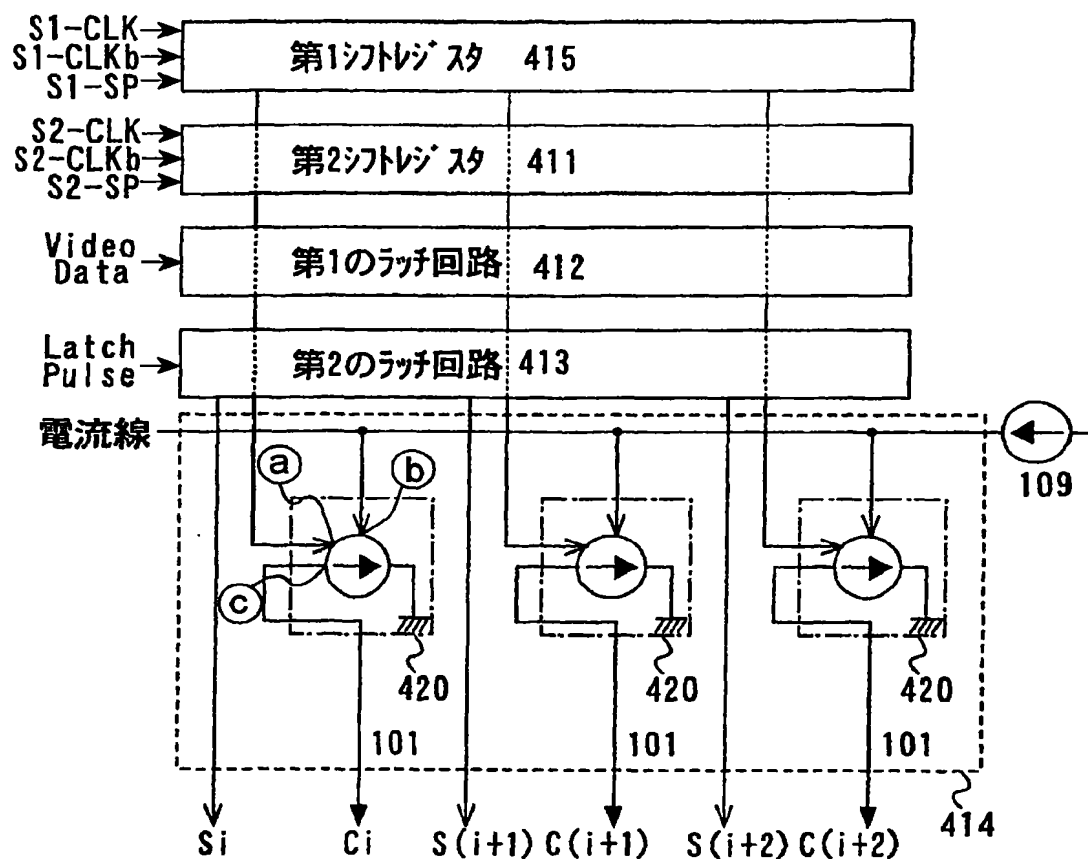 S1-CLK
S1-CLKb
S1-SP
第1ｼﾌﾄﾚｼﾞｽﾀ 415
S2-CLK
S2-CLKb
S2-SP
第2ｼﾌﾄﾚｼﾞｽﾀ 411
Video
Data
第1のﾗｯﾁ回路 412
Latch
Pulse
第2のﾗｯﾁ回路 413
電流線
109
a
b
c
420
420
420
101
101
101
414
Si
Ci
S(i+1)
C(i+1)
S(i+2)
C(i+2)